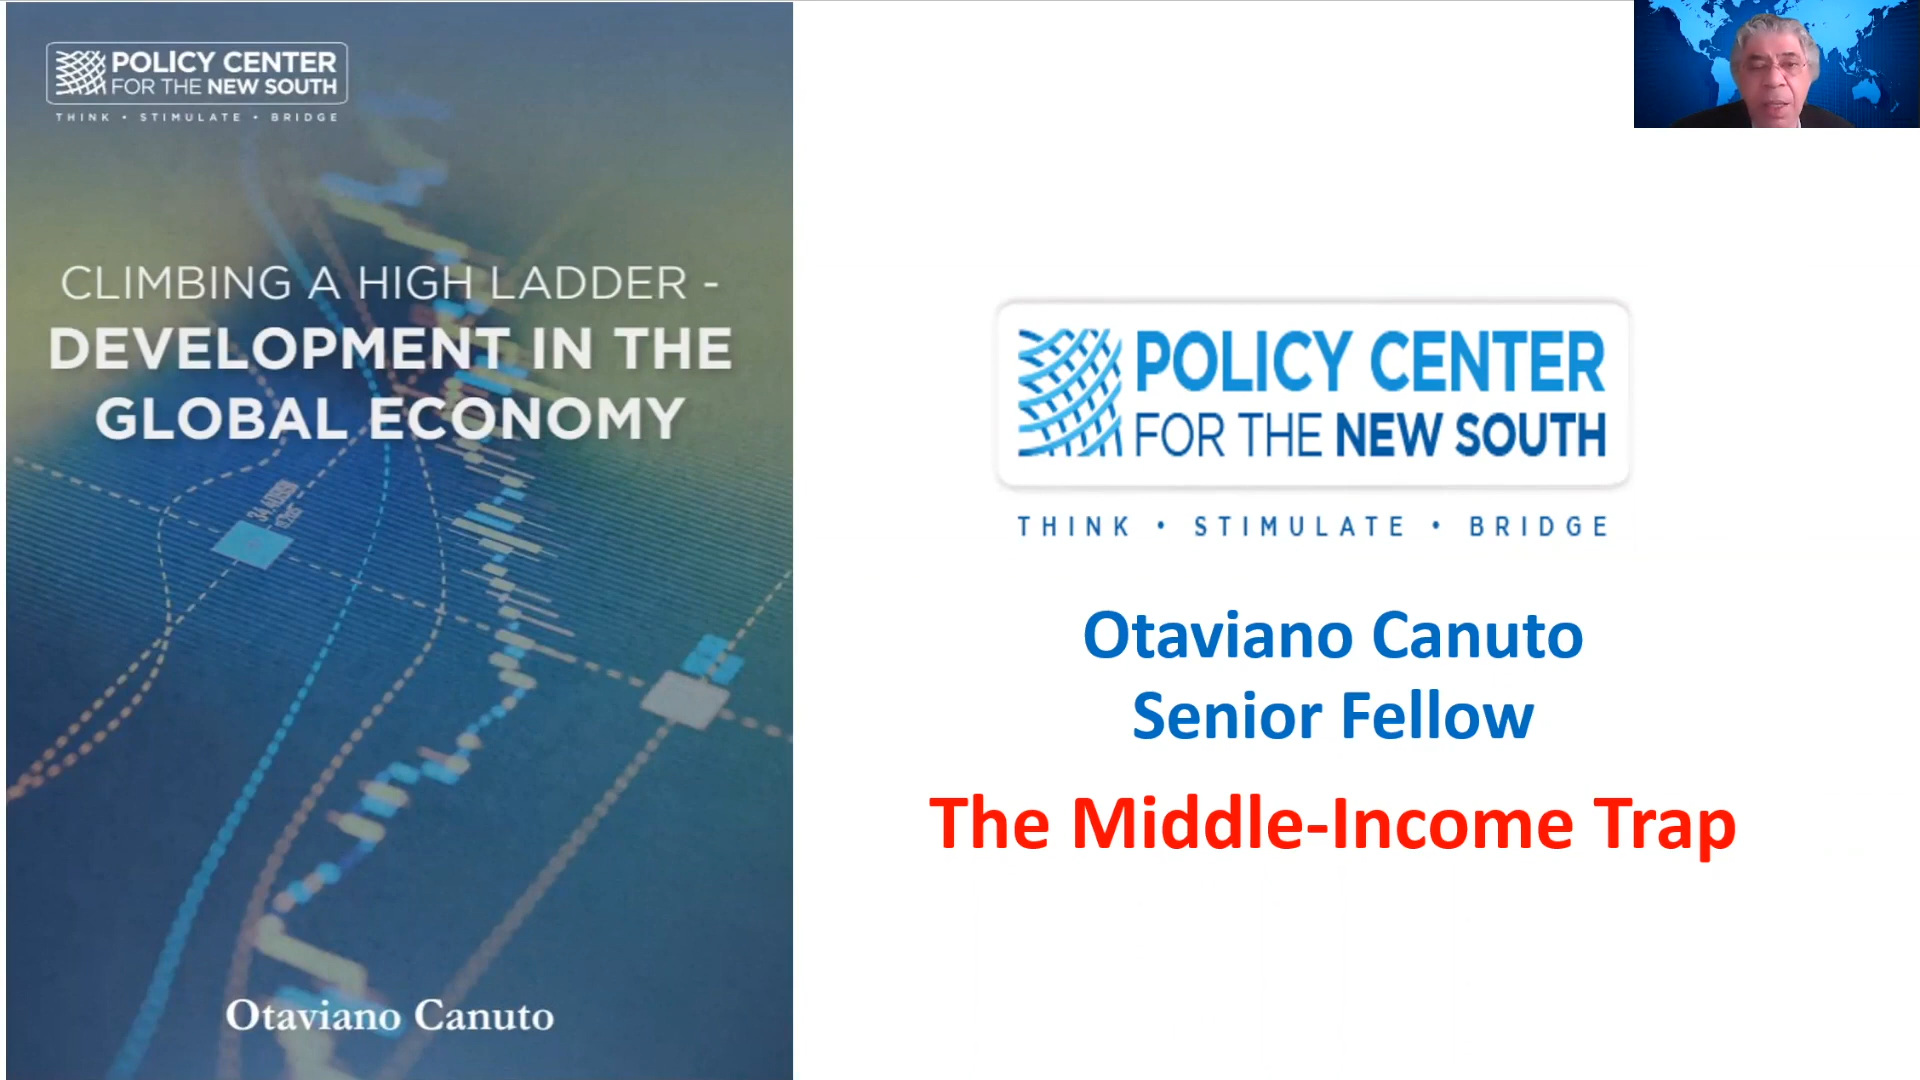 POLICY CENTER
FOR THE NEW SOUTH
THINK • STIMULATE • BRIDGE
CLIMBING A HIGH LADDER -
DEVELOPMENT IN THE
GLOBAL ECONOMY
Otaviano Canuto
POLICY CENTER
FOR THE NEW SOUTH
THINK • STIMULATE • BRIDGE
Otaviano Canuto
Senior Fellow
The Middle-Income Trap